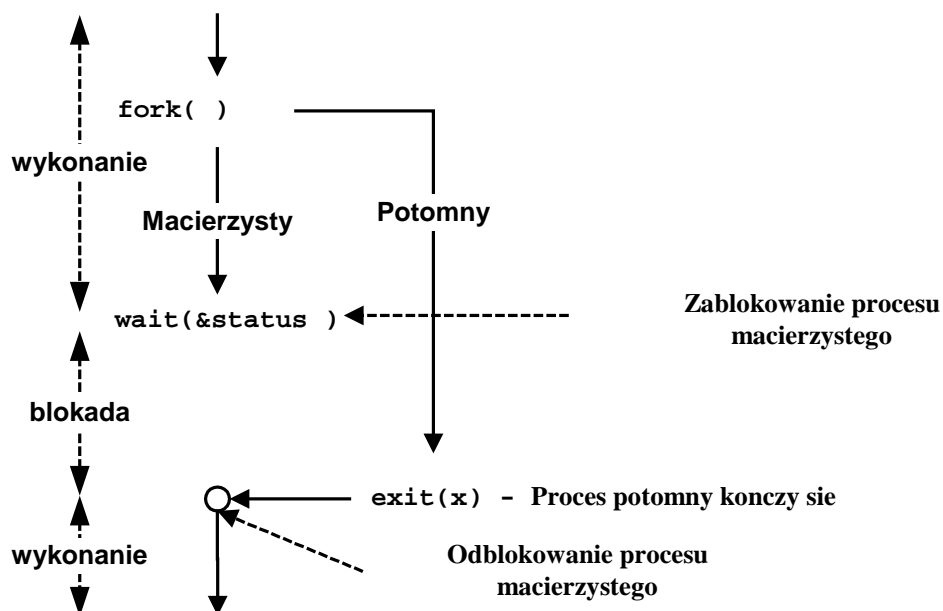 fork( )
wykonanie
Macierzysty
Potomny
wait(&status )
Zablokowanie procesu
macierzystego
blokada
exit(x) - Proces potomny konczy sie
wykonanie
Odblokowanie procesu
macierzystego